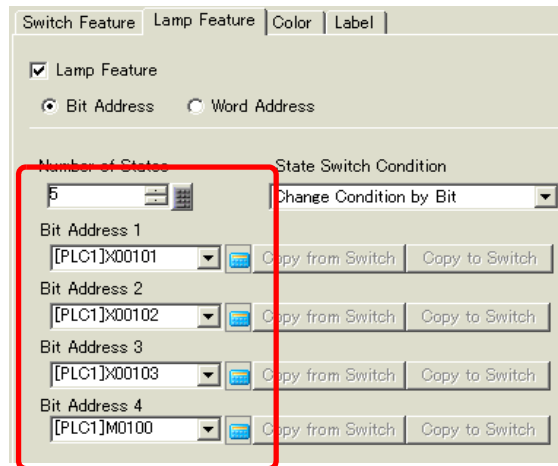 Switch Feature Lamp Feature Color Label
Lamp Feature
Bit Address Word Address
Number of States State Switch Condition
5 Change Condition by Bit
Bit Address 1
[PLC1]X00101 Copy from Switch Copy to Switch
Bit Address 2
[PLC1]X00102 Copy from Switch Copy to Switch
Bit Address 3
[PLC1]X00103 Copy from Switch Copy to Switch
Bit Address 4
[PLC1]M0100 Copy from Switch Copy to Switch